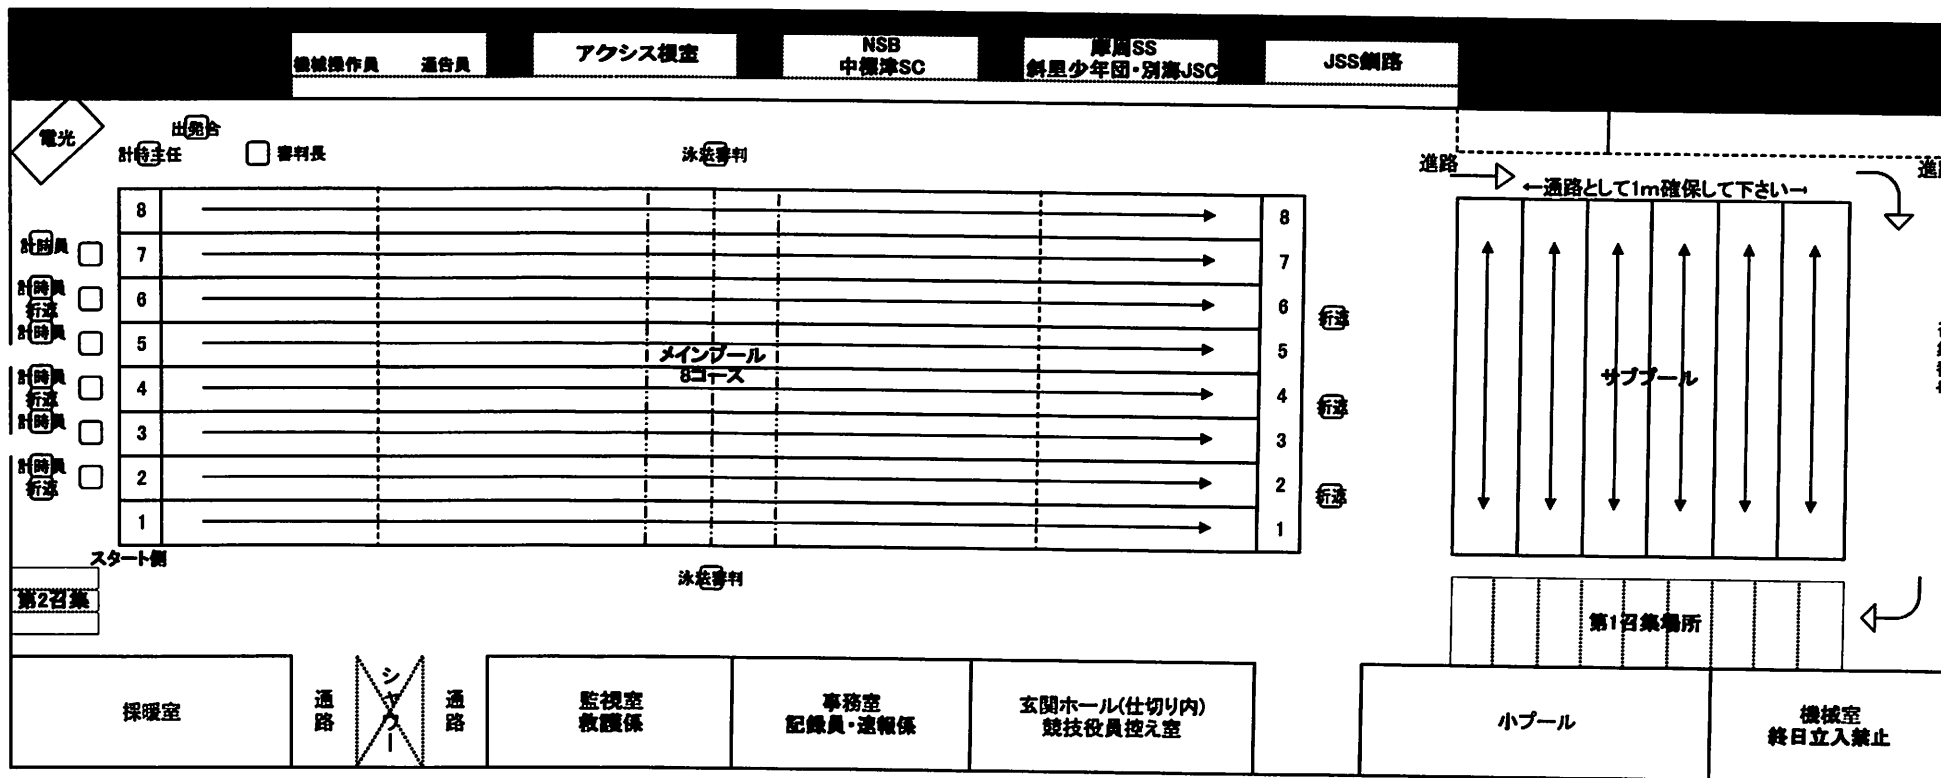 機械操作員 通告員
アクシス根室
NSB
中標津SC
摩周SS
斜里少年団・別海JSC
JSS釧路
電光
出発合
計時主任
審判長
泳法審判
進路
←通路として1m確保して下さい→
8
7
6
5
4
3
2
1
計時員
計時員
折返
計時員
計時員
折返
計時員
計時員
折返
メインプール
8コース
8
7
6
5
4
3
2
1
折返
折返
折返
サブプール
スタート側
泳法審判
第2召集
第1召集場所
採暖室
通路
シャワー
通路
監視室
救護係
事務室
記録員・速報係
玄関ホール(仕切り内)
競技役員控え室
小プール
機械室
終日立入禁止